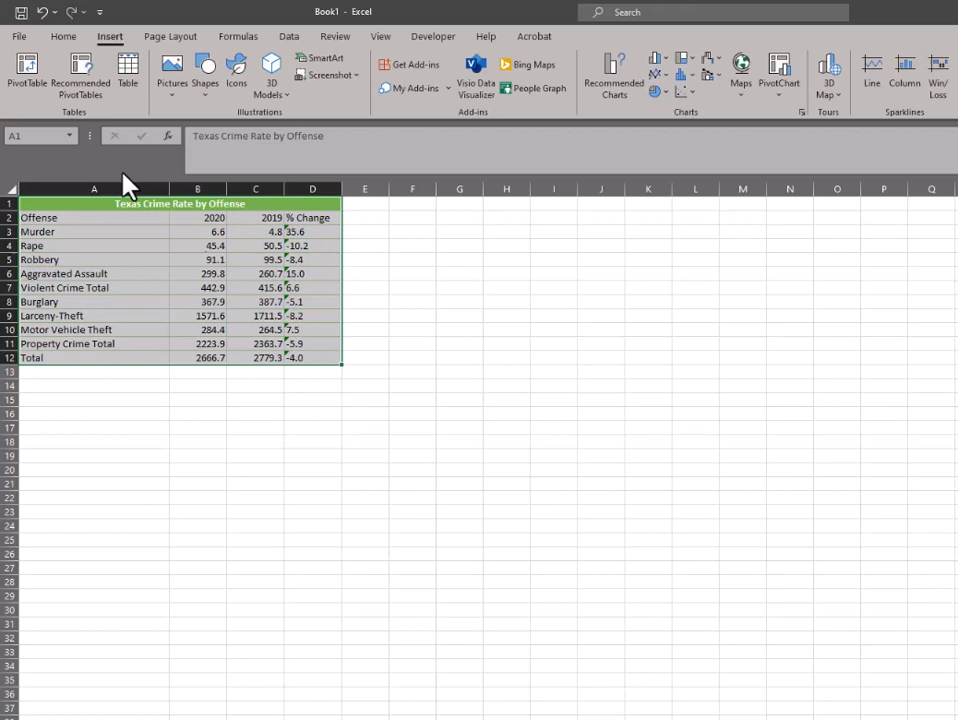 Book1 - Excel
Search
File Home Insert Page Layout Formulas Data Review View Developer Help Acrobat
PivotTable Recommended PivotTables Table Pictures Shapes Icons 3D Models SmartArt Screenshot Get Add-ins My Add-ins Visio Data Visualizer Bing Maps People Graph Recommended Charts Maps PivotChart 3D Map Line Column Win/Loss
Tables Illustrations Add-ins Charts Tours Sparklines
A1 fx Texas Crime Rate by Offense
A B C D E F G H I J K L M N O P Q
1 Texas Crime Rate by Offense
2 Offense 2020 2019 % Change
3 Murder 6.6 4.8 35.6
4 Rape 45.4 50.5 -10.2
5 Robbery 91.1 99.5 -8.4
6 Aggravated Assault 299.8 260.7 15.0
7 Violent Crime Total 442.9 415.6 6.6
8 Burglary 367.9 387.7 -5.1
9 Larceny-Theft 1571.6 1711.5 -8.2
10 Motor Vehicle Theft 284.4 264.5 7.5
11 Property Crime Total 2223.9 2363.7 -5.9
12 Total 2666.7 2779.3 -4.0
13
14
15
16
17
18
19
20
21
22
23
24
25
26
27
28
29
30
31
32
33
34
35
36
37